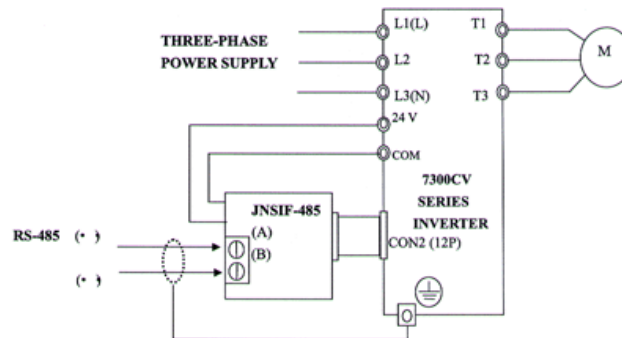 L1(L) T1
THREE-PHASE
POWER SUPPLY
L2 T2
M
L3(N) T3
24 V
COM
7300CV
SERIES
INVERTER
JNSIF-485
(A)
(B)
RS-485
CON2 (12P)